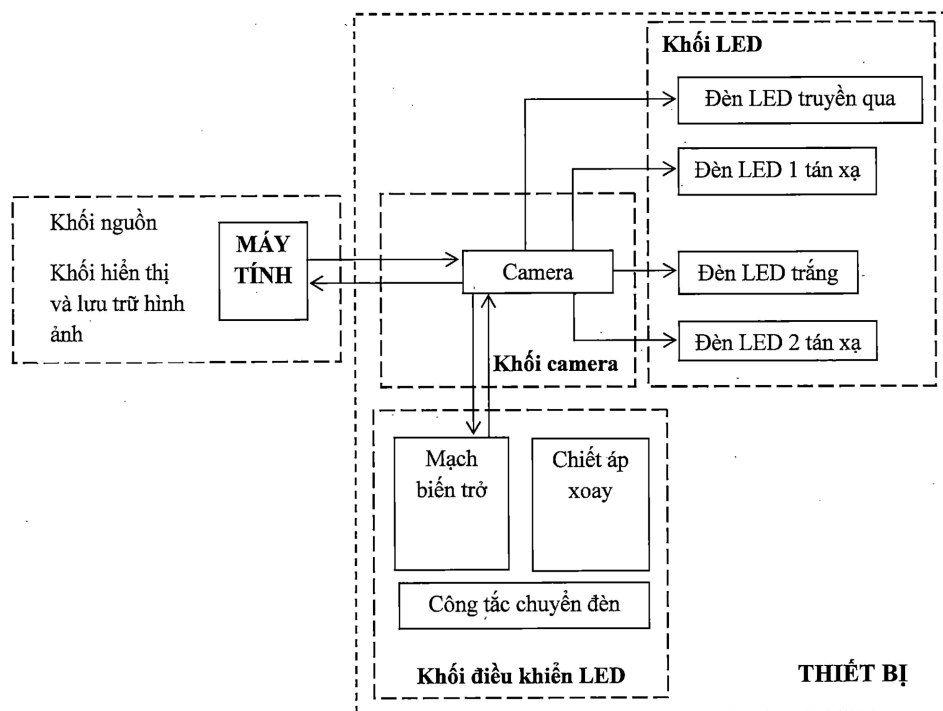 Khối LED
Đèn LED truyền qua
Đèn LED 1 tán xạ
Khối nguồn
Khối hiển thị
và lưu trữ hình
ảnh
MÁY
TÍNH
Camera
Đèn LED trắng
Đèn LED 2 tán xạ
Khối camera
Mạch
biến trở
Chiết áp
xoay
Công tắc chuyển đèn
Khối điều khiển LED
THIẾT BỊ